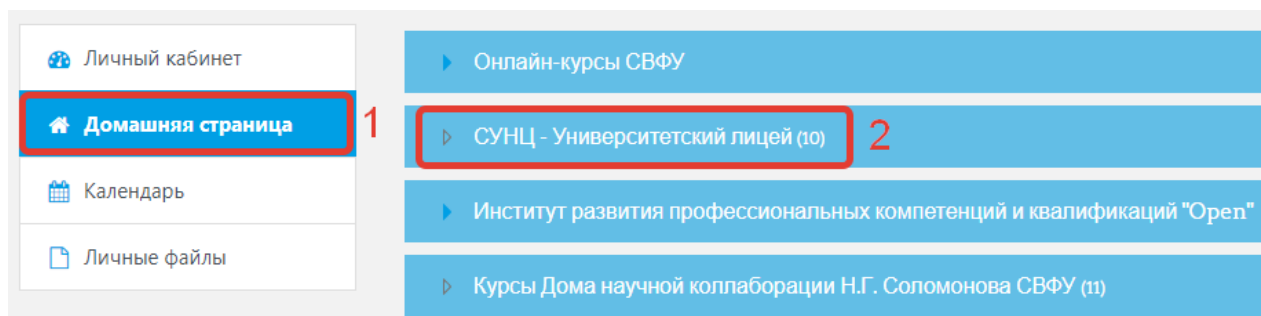 Личный кабинет
Домашняя страница
1
Календарь
Личные файлы
Онлайн-курсы СВФУ
СУНЦ - Университетский лицей (10)
2
Институт развития профессиональных компетенций и квалификаций "Open"
Курсы Дома научной коллаборации Н.Г. Соломонова СВФУ (11)